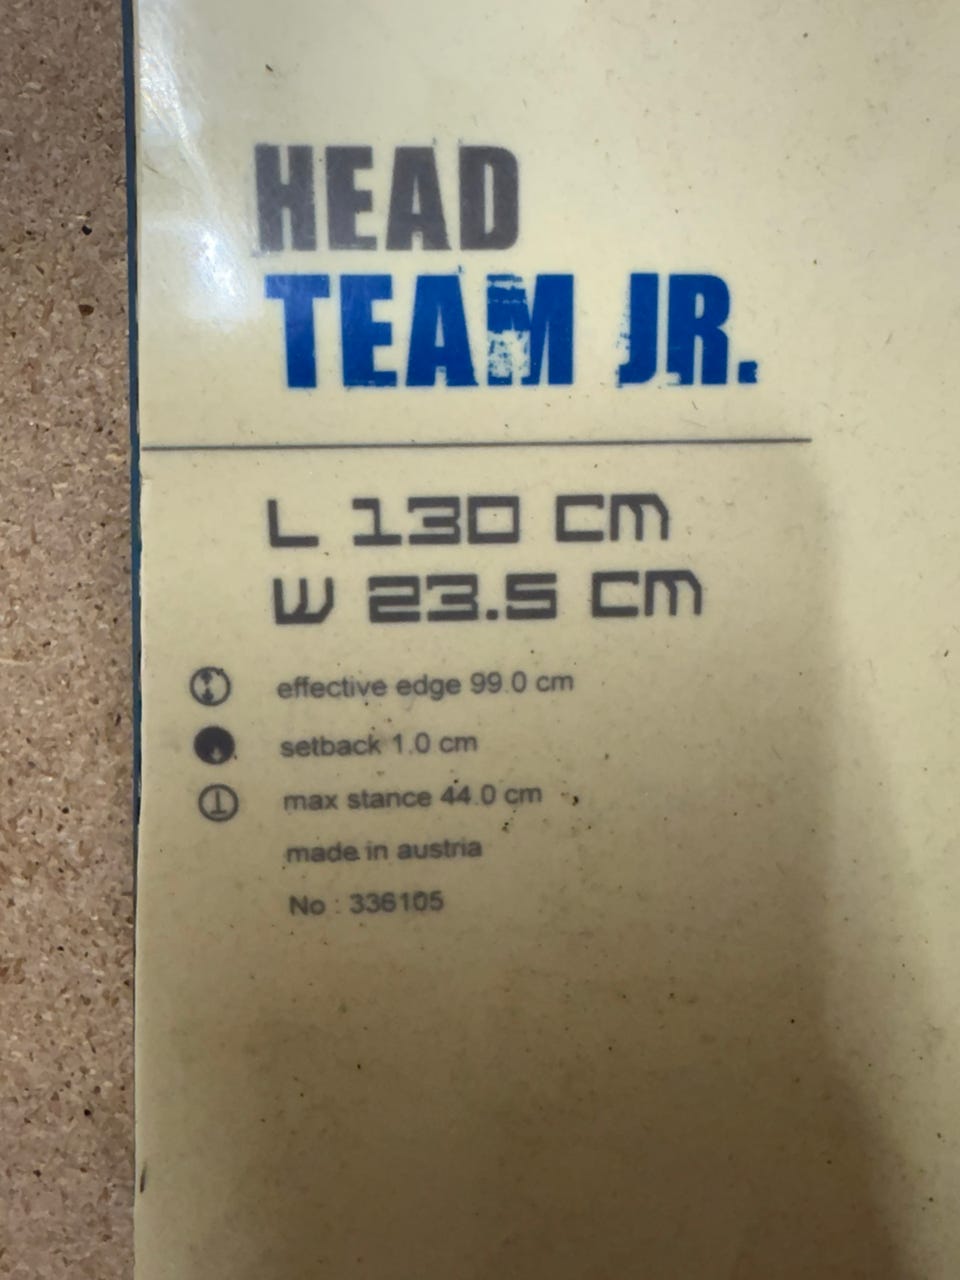 HEAD
TEAM JR.
L 130 CM
W 23.5 CM
effective edge 99.0 cm
setback 1.0 cm
max stance 44.0 cm
made in austria
No : 336105